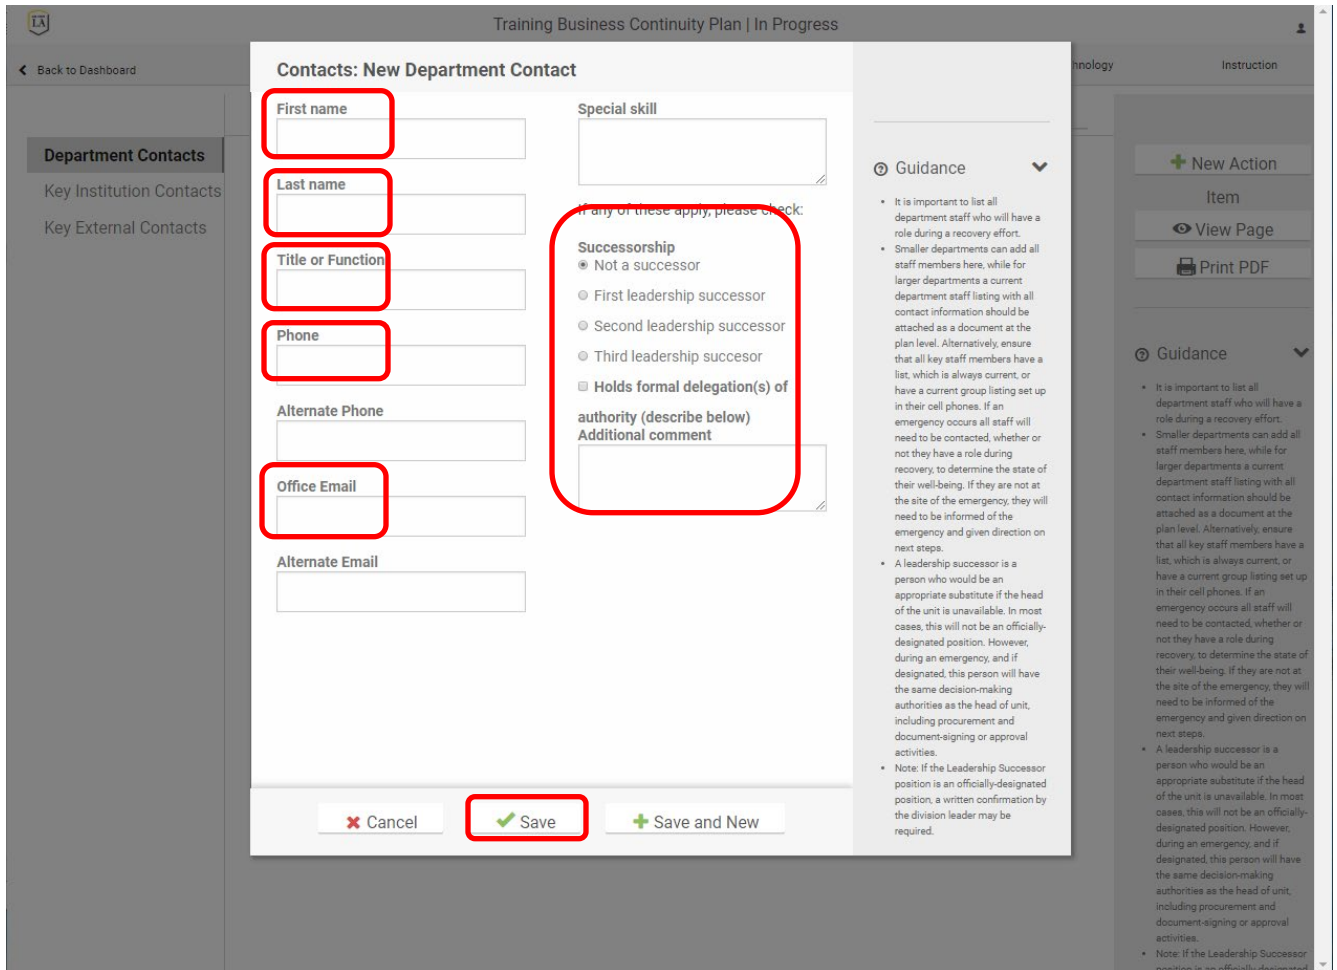 LA
Training Business Continuity Plan | In Progress
Back to Dashboard
hnology
Instruction
Department Contacts
Key Institution Contacts
Key External Contacts
Contacts: New Department Contact
First name
Last name
Title or Function
Phone
Alternate Phone
Office Email
Alternate Email
Special skill
If any of these apply, please check:
Successorship
Not a successor
First leadership successor
Second leadership successor
Third leadership succesor
Holds formal delegation(s) of
authority (describe below)
Additional comment
Cancel
Save
Save and New
Guidance
• It is important to list all
department staff who will have a
role during a recovery effort.
• Smaller departments can add all
staff members here, while for
larger departments a current
department staff listing with all
contact information should be
attached as a document at the
plan level. Alternatively, ensure
that all key staff members have a
list, which is always current, or
have a current group listing set up
in their cell phones. If an
emergency occurs all staff will
need to be contacted, whether or
not they have a role during
recovery, to determine the state of
their well-being. If they are not at
the site of the emergency, they will
need to be informed of the
emergency and given direction on
next steps.
• A leadership successor is a
person who would be an
appropriate substitute if the head
of the unit is unavailable. In most
cases, this will not be an officially-
designated position. However,
during an emergency, and if
designated, this person will have
the same decision-making
authorities as the head of unit,
including procurement and
document-signing or approval
activities.
• Note: If the Leadership Successor
position is an officially-designated
position, a written confirmation by
the division leader may be
required.
New Action
Item
View Page
Print PDF
Guidance
• It is important to list all
department staff who will have a
role during a recovery effort.
• Smaller departments can add all
staff members here, while for
larger departments a current
department staff listing with all
contact information should be
attached as a document at the
plan level. Alternatively, ensure
that all key staff members have a
list, which is always current, or
have a current group listing set up
in their cell phones. If an
emergency occurs all staff will
need to be contacted, whether or
not they have a role during
recovery, to determine the state of
their well-being. If they are not at
the site of the emergency, they will
need to be informed of the
emergency and given direction on
next steps.
• A leadership successor is a
person who would be an
appropriate substitute if the head
of the unit is unavailable. In most
cases, this will not be an officially-
designated position. However,
during an emergency, and if
designated, this person will have
the same decision-making
authorities as the head of unit,
including procurement and
document-signing or approval
activities.
• Note: If the Leadership Successor
position is an officially-designated